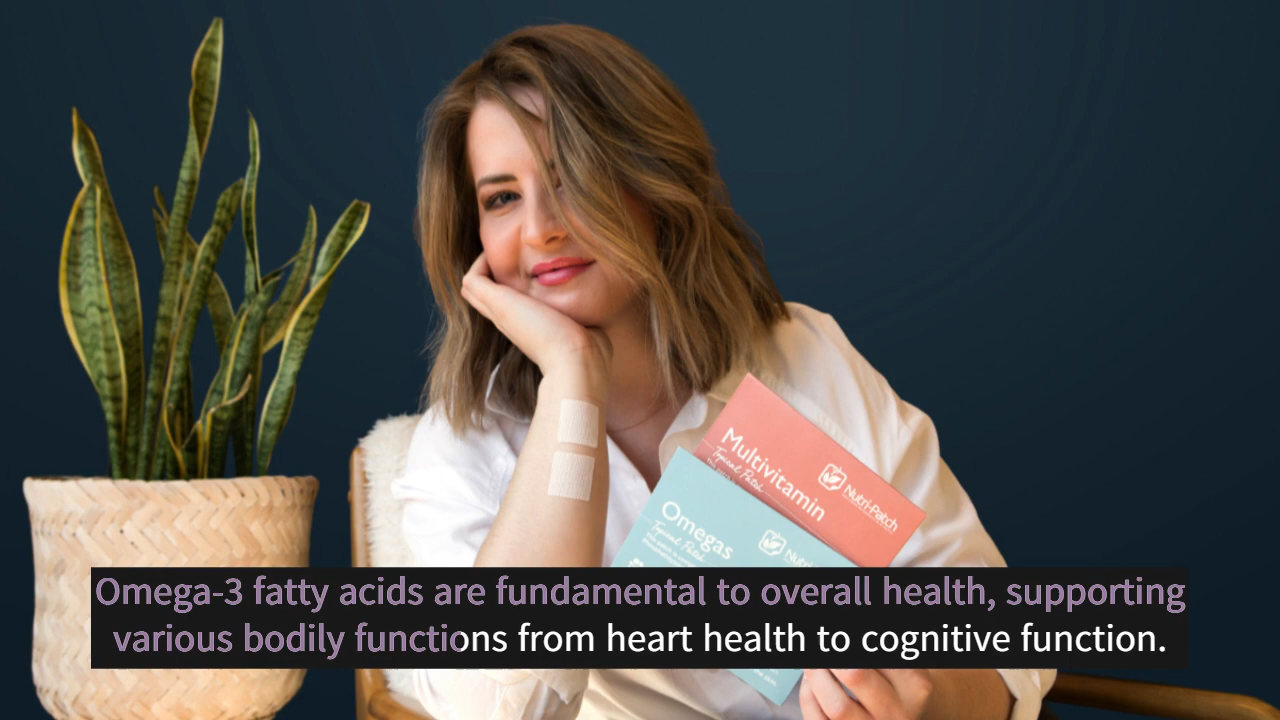 Multivitamin
Topical Patch
Nutri-Patch
Omegas
Topical Patch
Nutri
Omega-3 fatty acids are fundamental to overall health, supporting
various bodily functions from heart health to cognitive function.